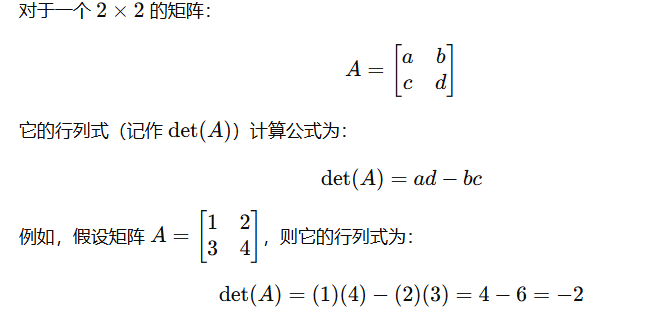 对于一个 2 × 2 的矩阵：
A = [a b
c d]
它的行列式（记作 det(A)）计算公式为：
det(A) = ad − bc
例如，假设矩阵 A = [1 2
3 4]，则它的行列式为：
det(A) = (1)(4) − (2)(3) = 4 − 6 = −2